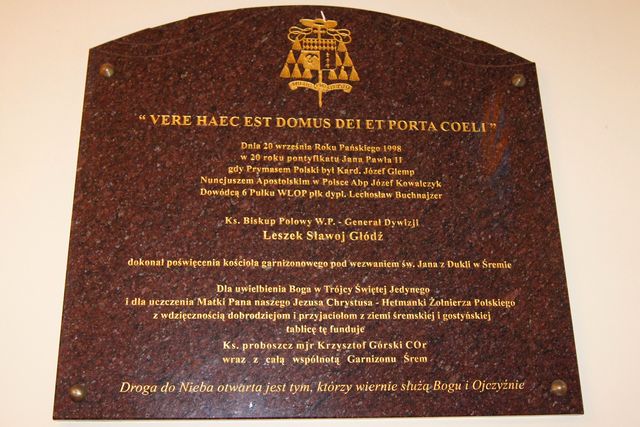 " VERE HAEC EST DOMUS DEI ET PORTA COELI "
Dnia 20 września Roku Pańskiego 1998
w 20 roku pontyfikatu Jana Pawła II
gdy Prymasem Polski był Kard. Józef Glemp
Nuncjuszem Apostolskim w Polsce Abp Józef Kowalczyk
Dowódcą 6 Pułku WLOP płk dypl. Lechosław Buchnajzer
Ks. Biskup Polowy W.P. - Generał Dywizji
Leszek Sławoj Głódź
dokonał poświęcenia kościoła garnizonowego pod wezwaniem św. Jana z Dukli w Śremie
Dla uwielbienia Boga w Trójcy Świętej Jedynego
i dla uczczenia Matki Pana naszego Jezusa Chrystusa - Hetmanki Żołnierza Polskiego
z wdzięcznością dobrodziejom i przyjaciołom z ziemi śremskiej i gostyńskiej
tablicę tę funduje
Ks. proboszcz mjr Krzysztof Górski COr
wraz z całą wspólnotą Garnizonu Śrem
Droga do Nieba otwarta jest tym, którzy wiernie służą Bogu i Ojczyźnie